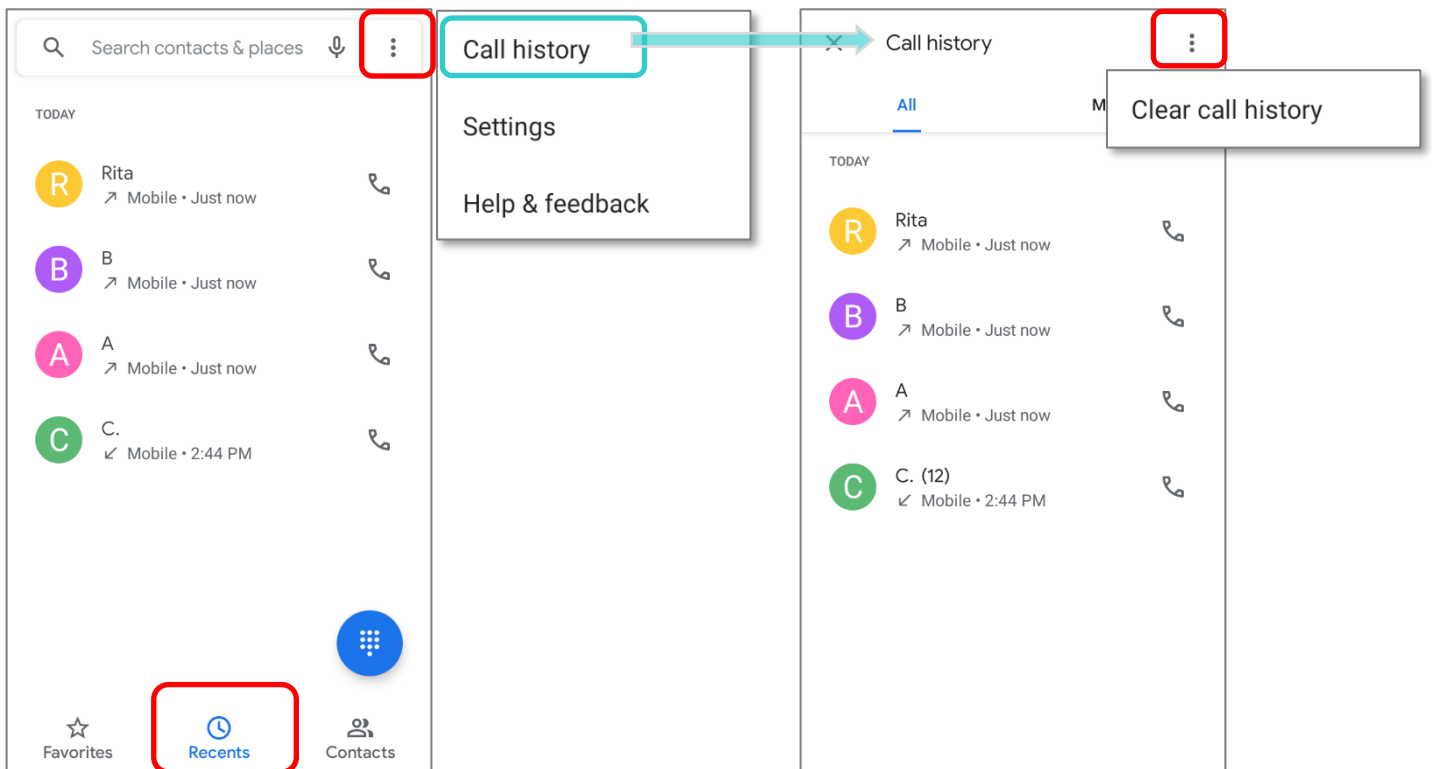 Search contacts & places
TODAY
R
Rita
Mobile • Just now
B
B
Mobile • Just now
A
A
Mobile • Just now
C
C.
Mobile • 2:44 PM
Favorites
Recents
Contacts
Call history
Settings
Help & feedback
Call history
All
M
Clear call history
TODAY
R
Rita
Mobile • Just now
B
B
Mobile • Just now
A
A
Mobile • Just now
C
C. (12)
Mobile • 2:44 PM